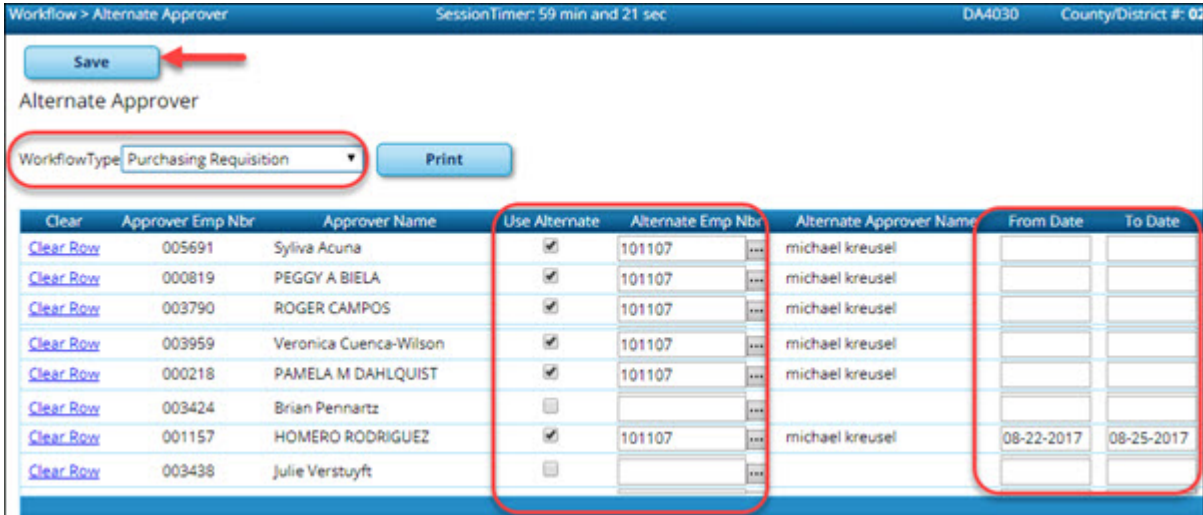 Workflow > Alternate Approver SessionTimer: 59 min and 21 sec DA4030 County/District #: 02
Save
Alternate Approver
WorkflowType Purchasing Requisition Print
Clear Approver Emp Nbr Approver Name Use Alternate Alternate Emp Nbr Alternate Approver Name From Date To Date
Clear Row 005691 Syliva Acuna 101107 ... michael kreusel
Clear Row 000819 PEGGY A BIELA 101107 ... michael kreusel
Clear Row 003790 ROGER CAMPOS 101107 ... michael kreusel
Clear Row 003959 Veronica Cuenca-Wilson 101107 ... michael kreusel
Clear Row 000218 PAMELA M DAHLQUIST 101107 ... michael kreusel
Clear Row 003424 Brian Pennartz ...
Clear Row 001157 HOMERO RODRIGUEZ 101107 ... michael kreusel 08-22-2017 08-25-2017
Clear Row 003438 Julie Verstuyft ...